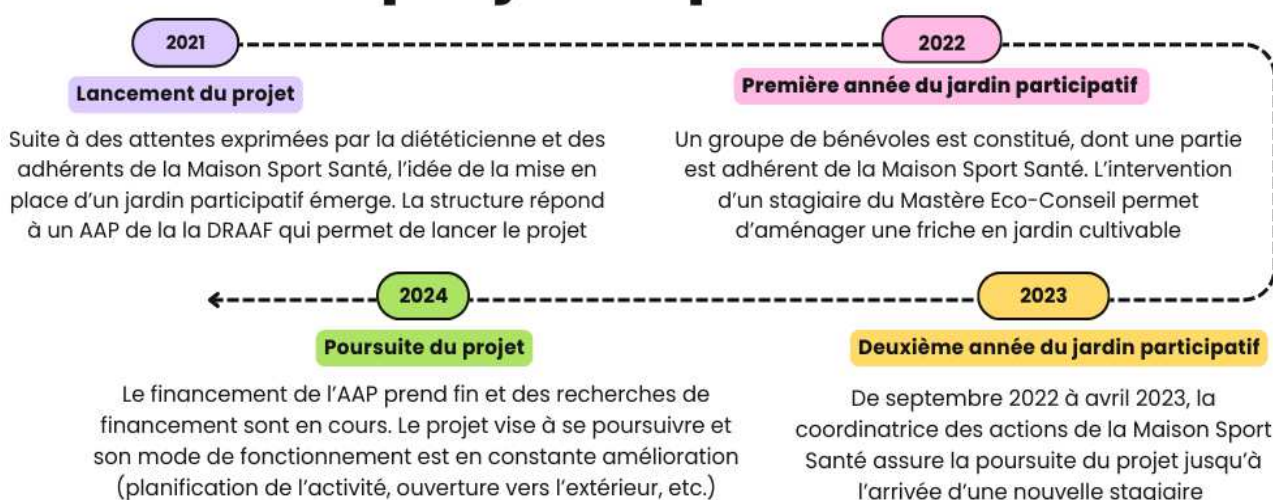 2021
Lancement du projet
Suite à des attentes exprimées par la diététicienne et des
adhérents de la Maison Sport Santé, l'idée de la mise en
place d'un jardin participatif émerge. La structure répond
à un AAP de la la DRAAF qui permet de lancer le projet
2022
Première année du jardin participatif
Un groupe de bénévoles est constitué, dont une partie
est adhérent de la Maison Sport Santé. L'intervention
d'un stagiaire du Mastère Eco-Conseil permet
d'aménager une friche en jardin cultivable
2023
Deuxième année du jardin participatif
De septembre 2022 à avril 2023, la
coordinatrice des actions de la Maison Sport
Santé assure la poursuite du projet jusqu'à
l'arrivée d'une nouvelle stagiaire
2024
Poursuite du projet
Le financement de l'AAP prend fin et des recherches de
financement sont en cours. Le projet vise à se poursuivre et
son mode de fonctionnement est en constante amélioration
(planification de l'activité, ouverture vers l'extérieur, etc.)